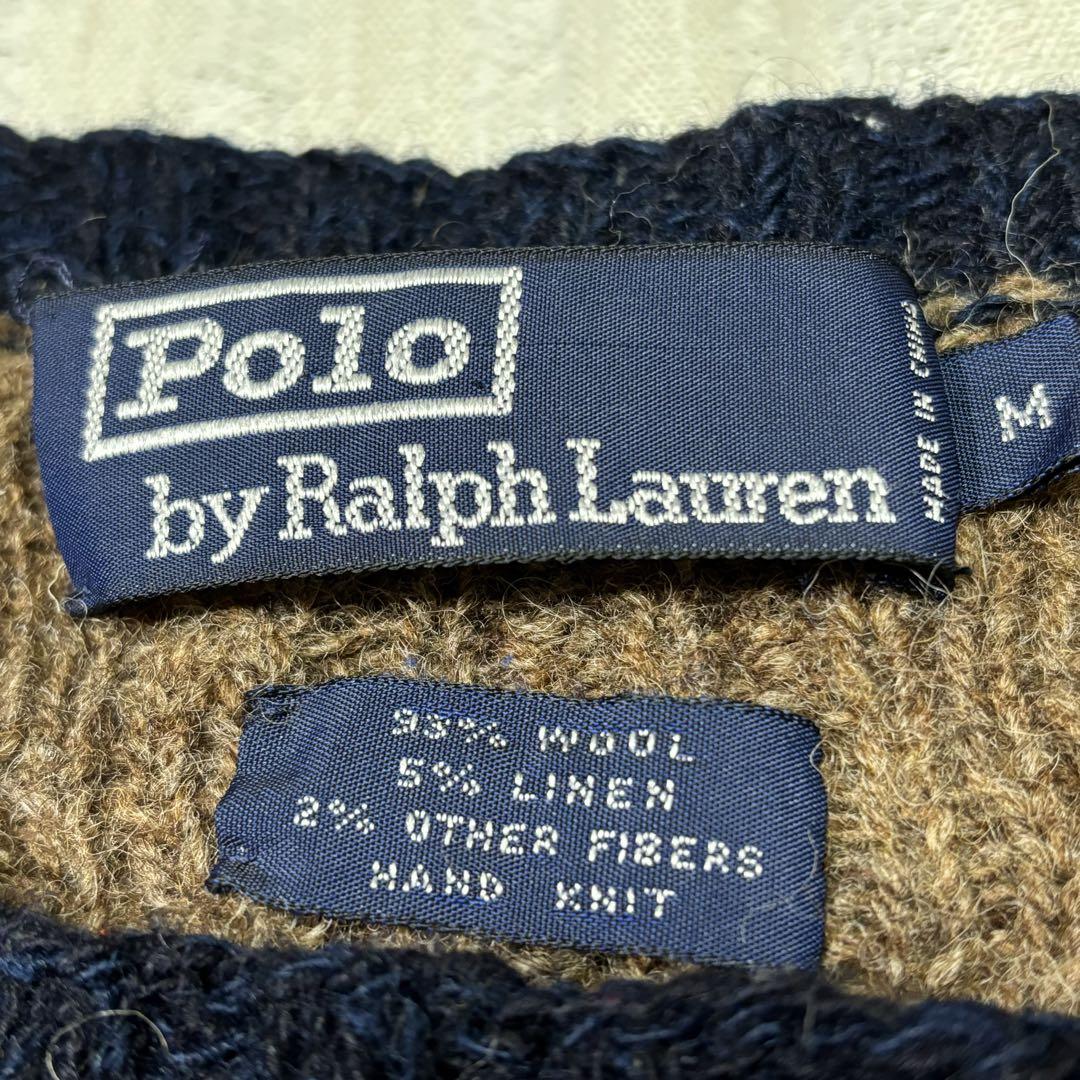 Polo
by Ralph Lauren
MADE IN CHINA
M
93% WOOL
5% LINEN
2% OTHER FIBERS
HAND KNIT